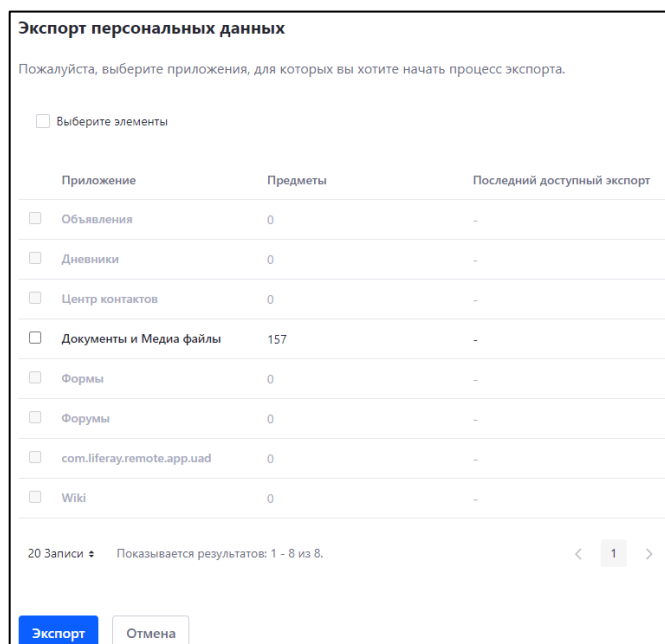 Экспорт персональных данных
Пожалуйста, выберите приложения, для которых вы хотите начать процесс экспорта.
Выберите элементы
Приложение Предметы Последний доступный экспорт
Объявления 0 -
Дневники 0 -
Центр контактов 0 -
Документы и Медиа файлы 157 -
Формы 0 -
Форумы 0 -
com.liferay.remote.app.uad 0 -
Wiki 0 -
20 Записи Показывается результатов: 1 - 8 из 8. 1
Экспорт Отмена